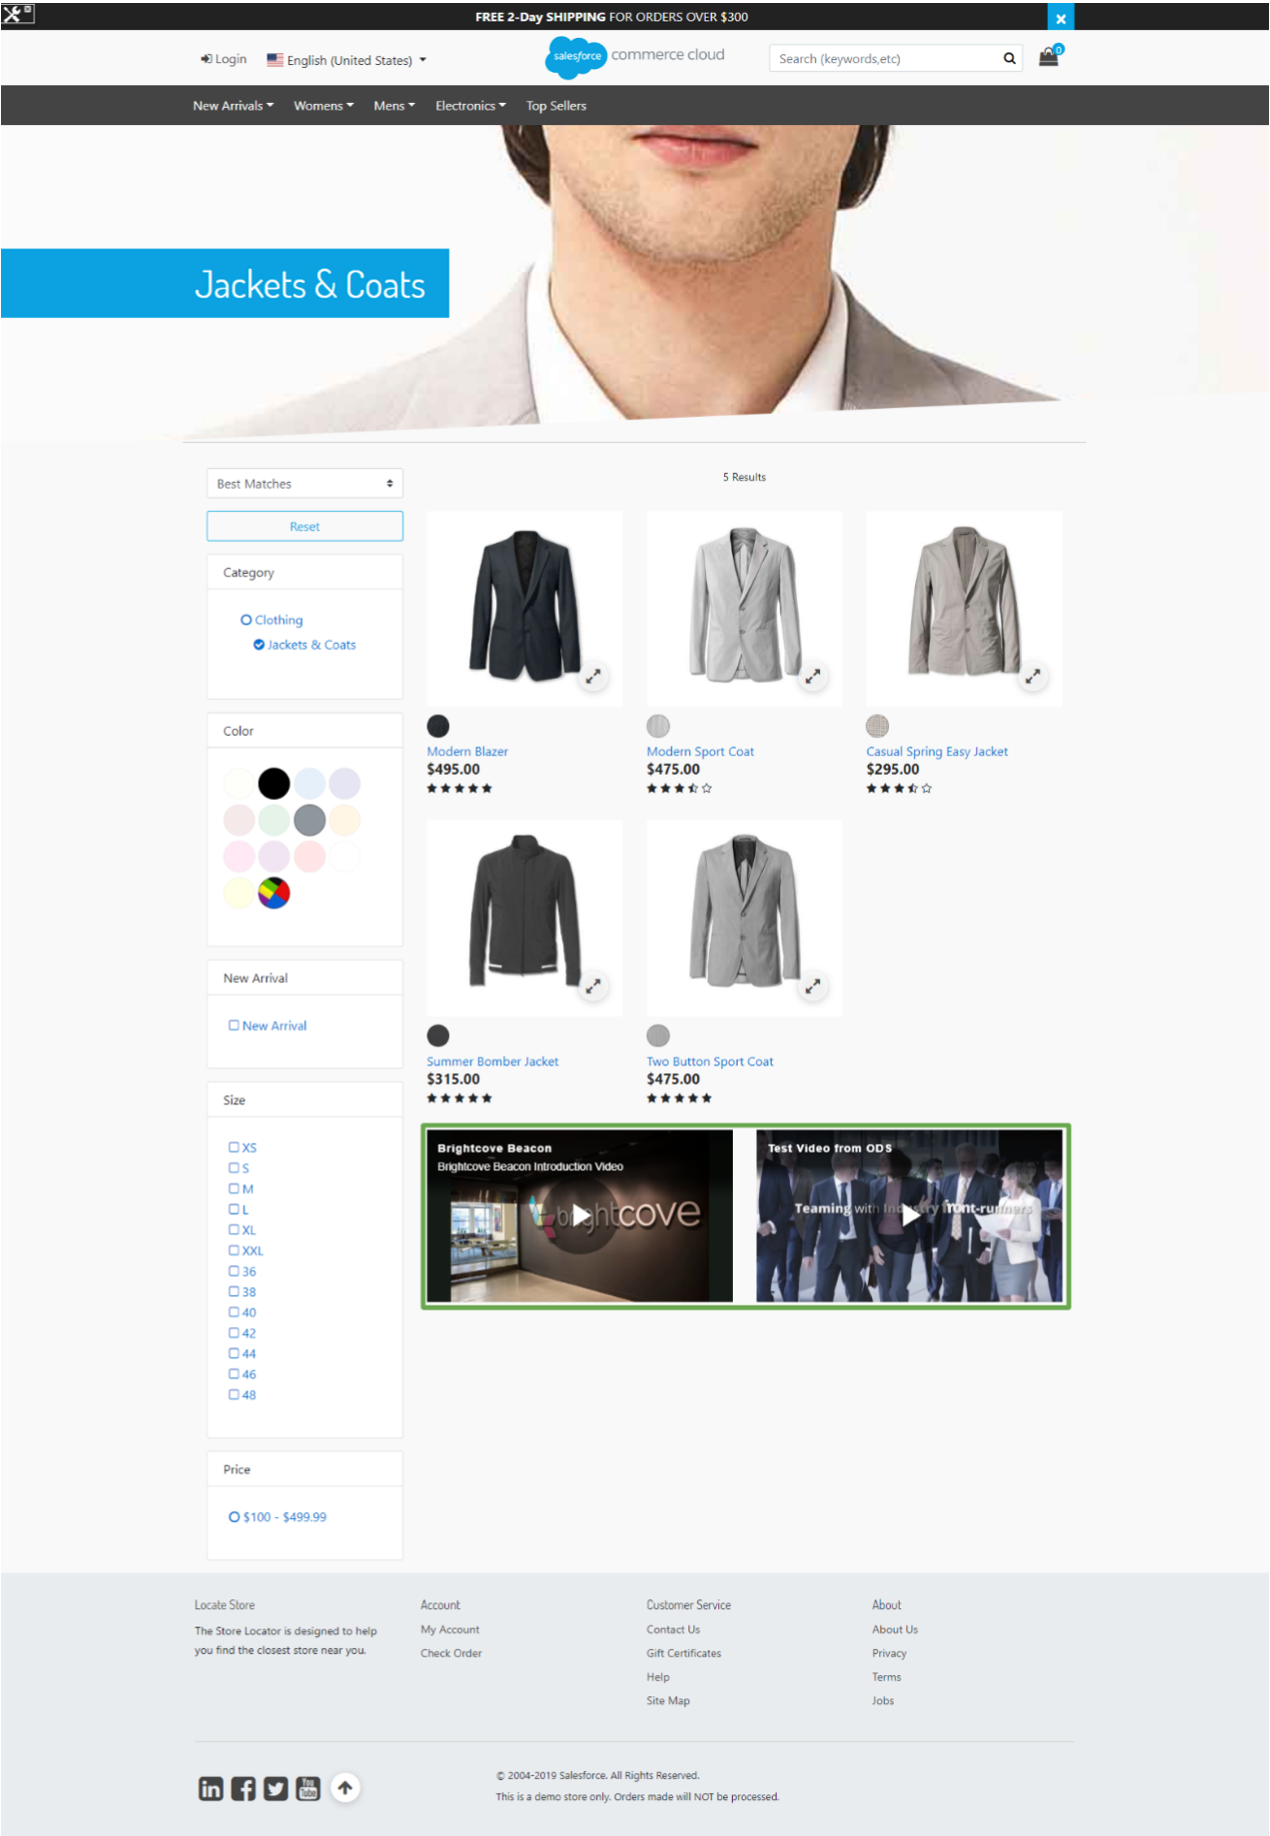 FREE 2-Day SHIPPING FOR ORDERS OVER $300
Login
English (United States)
salesforce commerce cloud
Search (keywords,etc)
0
New Arrivals
Womens
Mens
Electronics
Top Sellers
Jackets & Coats
Best Matches
5 Results
Reset
Category
Clothing
Jackets & Coats
Color
New Arrival
New Arrival
Size
XS
S
M
L
XL
XXL
36
38
40
42
44
46
48
Price
$100 - $499.99
Modern Blazer
$495.00
Modern Sport Coat
$475.00
Casual Spring Easy Jacket
$295.00
Summer Bomber Jacket
$315.00
Two Button Sport Coat
$475.00
Brightcove Beacon
Brightcove Beacon Introduction Video
brightcove
Test Video from ODS
Teaming with Industry front-runners
Locate Store
The Store Locator is designed to help
you find the closest store near you.
Account
My Account
Check Order
Customer Service
Contact Us
Gift Certificates
Help
Site Map
About
About Us
Privacy
Terms
Jobs
in
You
Tube
© 2004-2019 Salesforce. All Rights Reserved.
This is a demo store only. Orders made will NOT be processed.